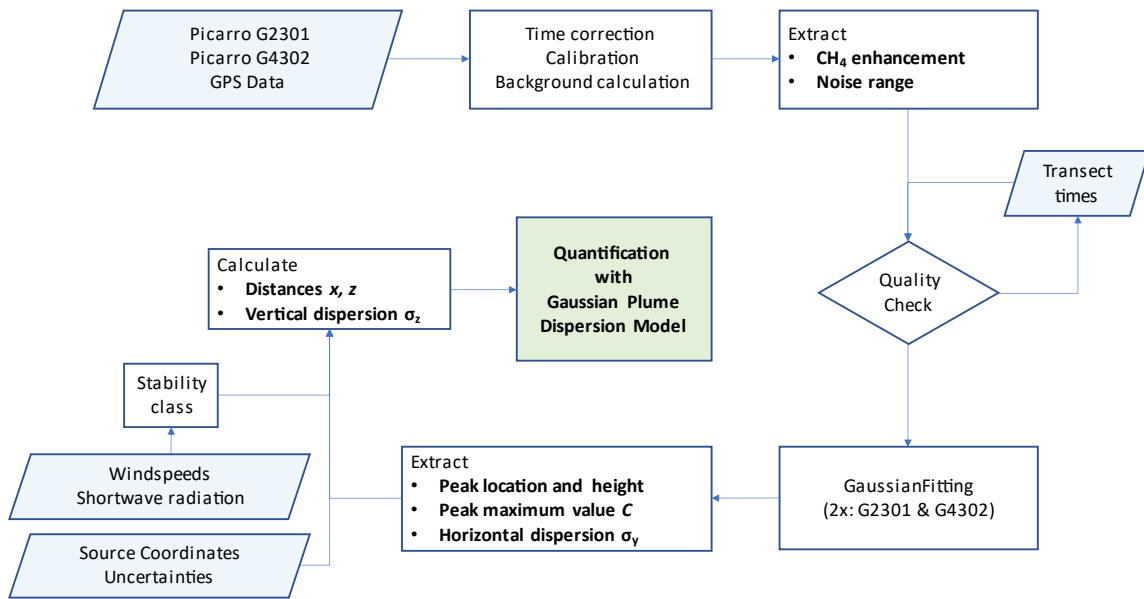 Picarro G2301
Picarro G4302
GPS Data
Time correction
Calibration
Background calculation
Extract
• CH₄ enhancement
• Noise range
Transect
times
Quality
Check
Quantification
with
Gaussian Plume
Dispersion Model
Calculate
• Distances x, z
• Vertical dispersion σz
Stability
class
Windspeeds
Shortwave radiation
Source Coordinates
Uncertainties
Extract
• Peak location and height
• Peak maximum value C
• Horizontal dispersion σy
GaussianFitting
(2x: G2301 & G4302)